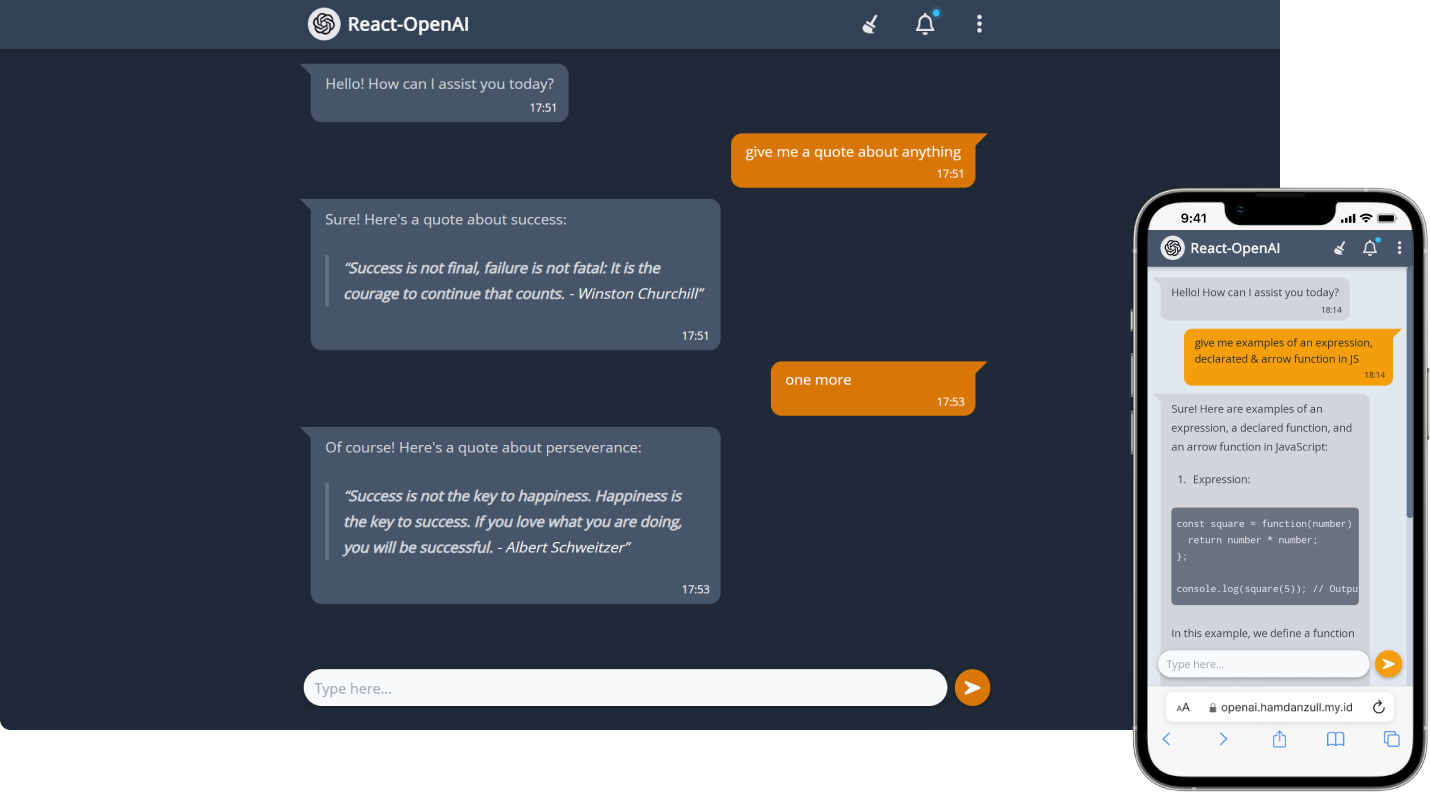 React-OpenAI
Hello! How can I assist you today?
17:51
give me a quote about anything
17:51
Sure! Here's a quote about success:
“Success is not final, failure is not fatal: It is the
courage to continue that counts. - Winston Churchill”
17:51
one more
17:53
Of course! Here's a quote about perseverance:
“Success is not the key to happiness. Happiness is
the key to success. If you love what you are doing,
you will be successful. - Albert Schweitzer”
17:53
Type here...
9:41
React-OpenAI
Hello! How can I assist you today?
18:14
give me examples of an expression,
declarated & arrow function in JS
18:14
Sure! Here are examples of an
expression, a declared function, and
an arrow function in JavaScript:
1. Expression:
const square = function(number)
return number * number;
};
console.log(square(5)); // Outpu
In this example, we define a function
Type here...
AA openai.hamdanzull.my.id